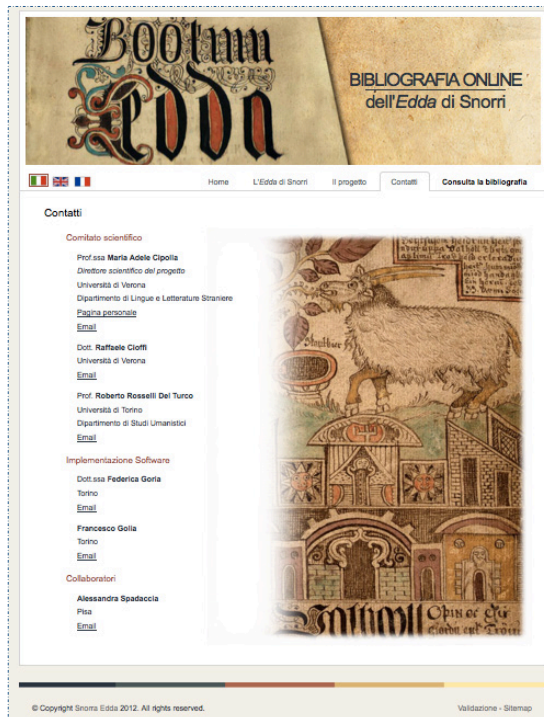 Bootnm
Edda
BIBLIOGRAFIA ONLINE
dell'Edda di Snorri
Home L'Edda di Snorri Il progetto Contatti Consulta la bibliografia
Contatti
Comitato scientifico
Prof.ssa Maria Adele Cipolla
Direttore scientifico del progetto
Università di Verona
Dipartimento di Lingue e Letterature Straniere
Pagina personale
Email
Dott. Raffaele Cioffi
Università di Verona
Email
Prof. Roberto Rosselli Del Turco
Università di Torino
Dipartimento di Studi Umanistici
Email
Implementazione Software
Dott.ssa Federica Goria
Torino
Email
Francesco Golia
Torino
Email
Collaboratori
Alessandra Spadaccia
Pisa
Email
© Copyright Snorra Edda 2012. All rights reserved. Validazione - Sitemap